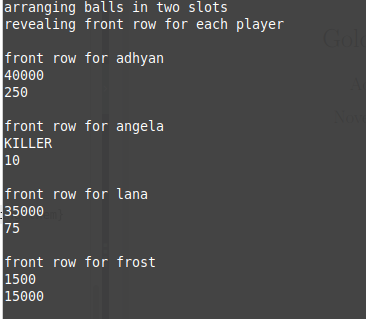 arranging balls in two slots
revealing front row for each player
front row for adhyan
40000
250
front row for angela
KILLER
10
front row for lana
35000
75
front row for frost
1500
15000